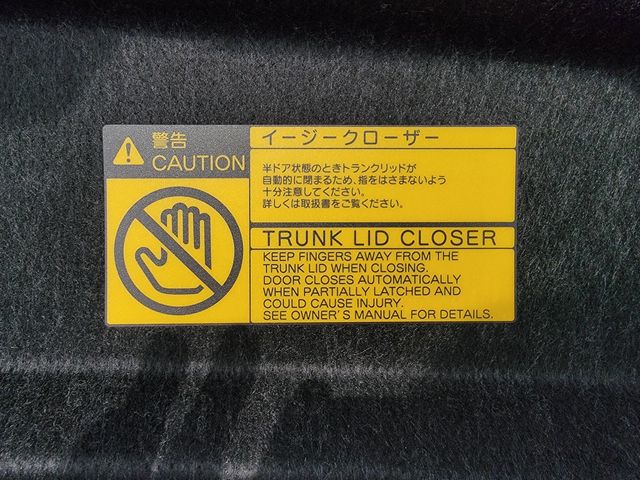 警告
CAUTION
イージークローザー
半ドア状態のときトランクリッドが
自動的に閉まるため、指をはさまないよう
十分注意してください。
詳しくは取扱書をご覧ください。
TRUNK LID CLOSER
KEEP FINGERS AWAY FROM THE
TRUNK LID WHEN CLOSING.
DOOR CLOSES AUTOMATICALLY
WHEN PARTIALLY LATCHED AND
COULD CAUSE INJURY.
SEE OWNER'S MANUAL FOR DETAILS.